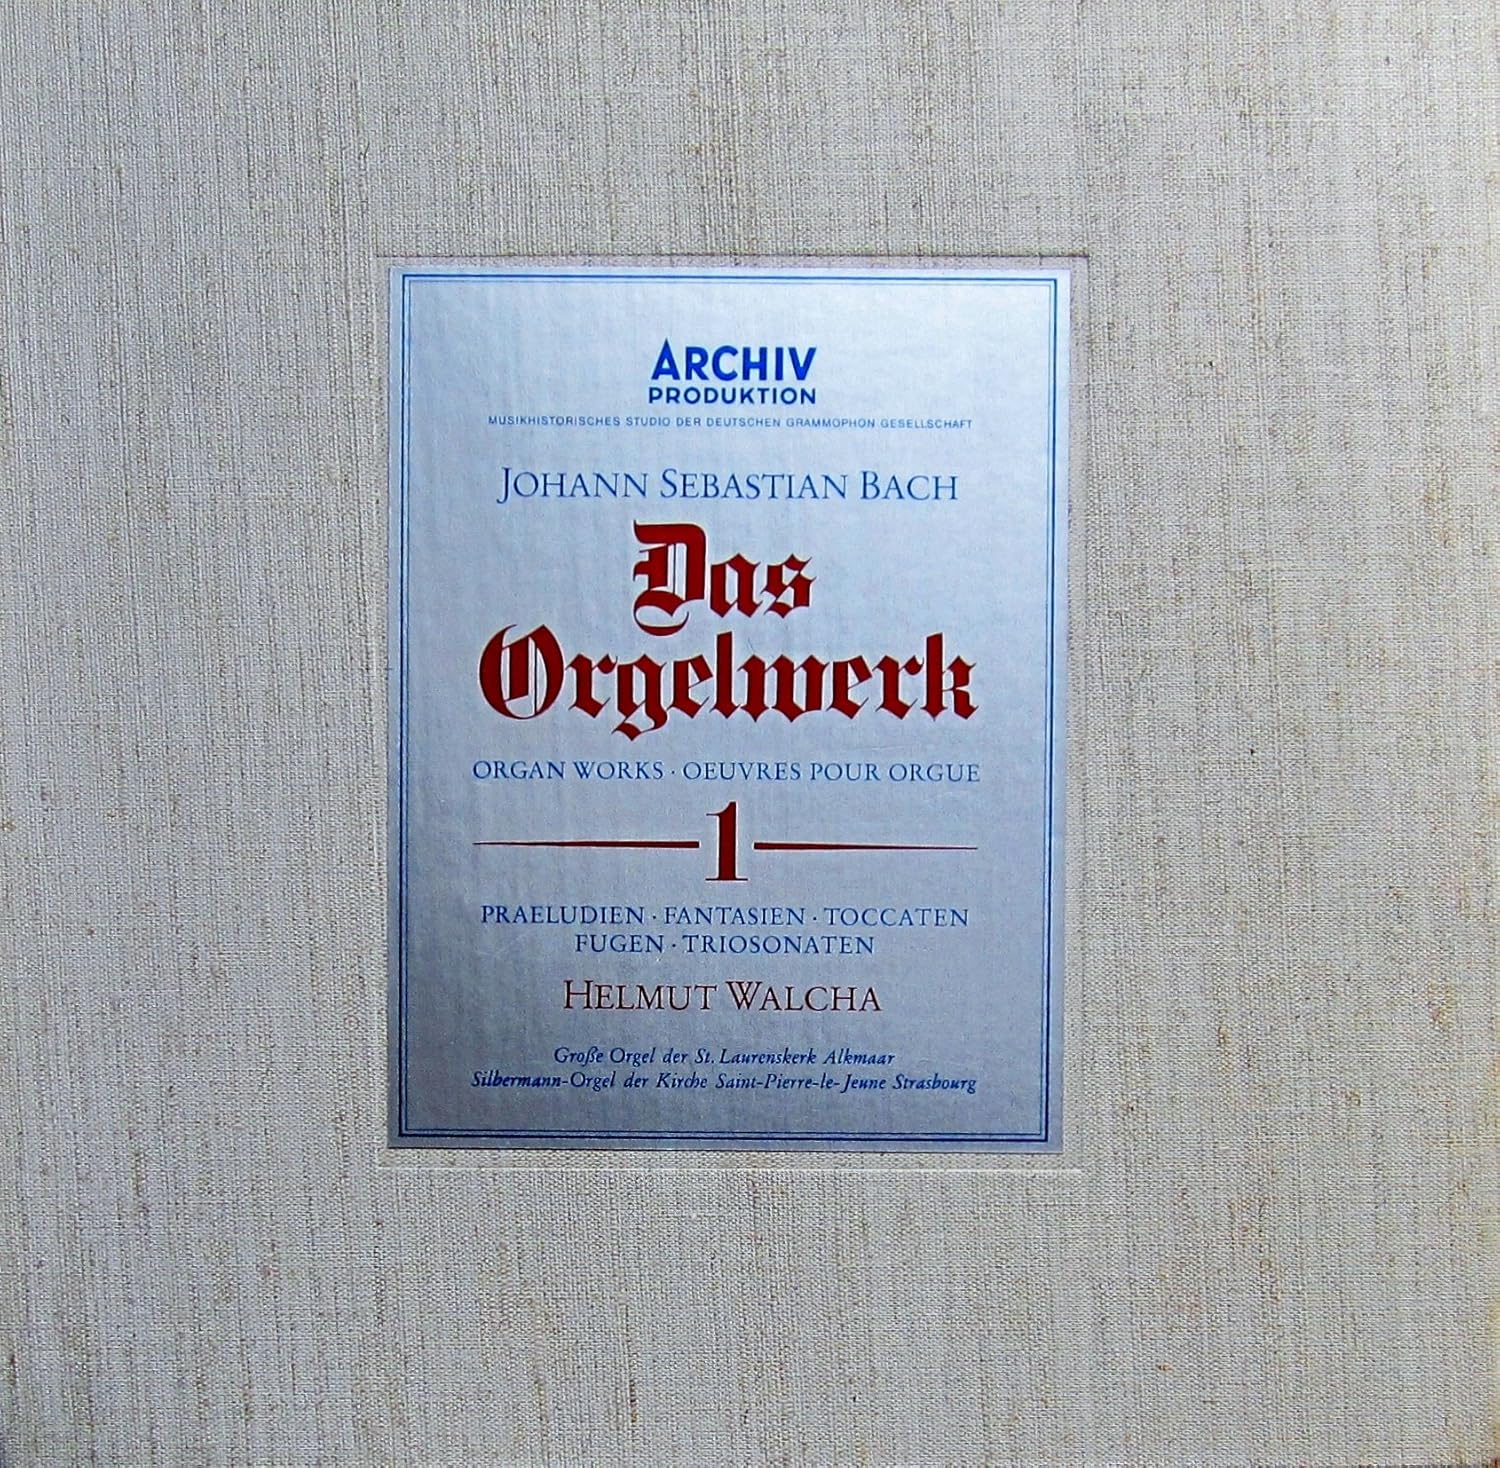 ARCHIV
PRODUKTION
MUSIKHISTORISCHES STUDIO DER DEUTSCHEN GRAMMOPHON GESELLSCHAFT
JOHANN SEBASTIAN BACH
Das
Orgelwerk
ORGAN WORKS · OEUVRES POUR ORGUE
1
PRAELUDIEN · FANTASIEN · TOCCATEN
FUGEN · TRIOSONATEN
HELMUT WALCHA
Große Orgel der St. Laurenskerk Alkmaar
Silbermann-Orgel der Kirche Saint-Pierre-le-Jeune Strasbourg